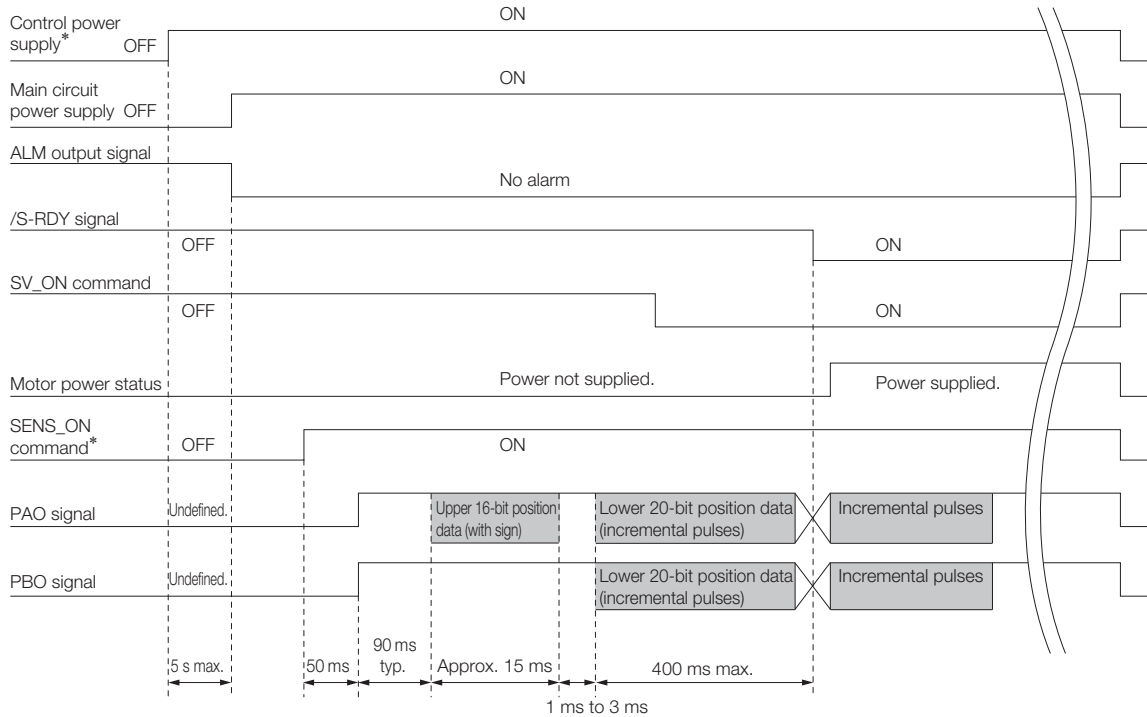 ON
Control power
supply* OFF
ON
Main circuit
power supply OFF
ALM output signal
No alarm
/S-RDY signal
OFF ON
SV_ON command
OFF ON
Motor power status Power not supplied. Power supplied.
SENS_ON
command* OFF ON
PAO signal Undefined. Upper 16-bit position
data (with sign) Lower 20-bit position data
(incremental pulses) Incremental pulses
PBO signal Undefined. Lower 20-bit position data
(incremental pulses) Incremental pulses
5 s max. 50 ms 90 ms
typ. Approx. 15 ms 400 ms max.
1 ms to 3 ms